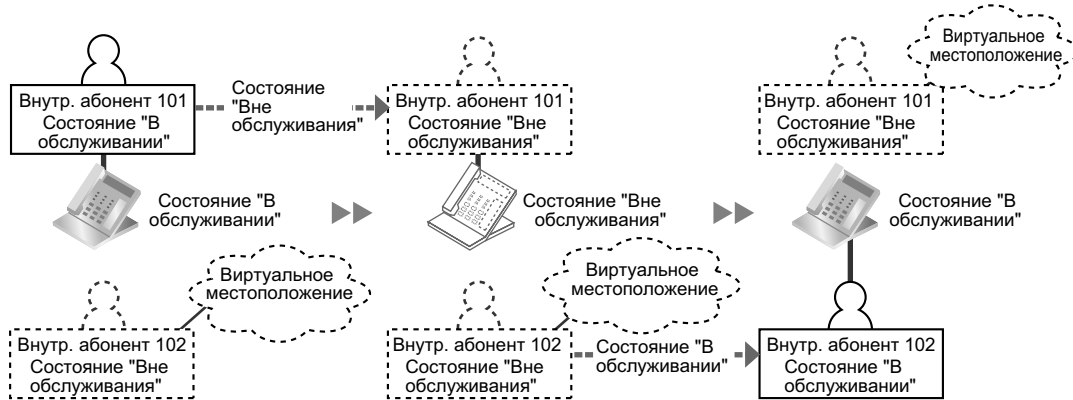 Виртуальное
местоположение
Внутр. абонент 101
Состояние "В
обслуживании"
Состояние
"Вне
обслуживания"
Внутр. абонент 101
Состояние "Вне
обслуживания"
Внутр. абонент 101
Состояние "Вне
обслуживания"
Состояние "В
обслуживании"
Состояние "Вне
обслуживания"
Состояние "В
обслуживании"
Виртуальное
местоположение
Виртуальное
местоположение
Внутр. абонент 102
Состояние "Вне
обслуживания"
Внутр. абонент 102
Состояние "Вне
обслуживания"
Состояние "В
обслуживании"
Внутр. абонент 102
Состояние "В
обслуживании"